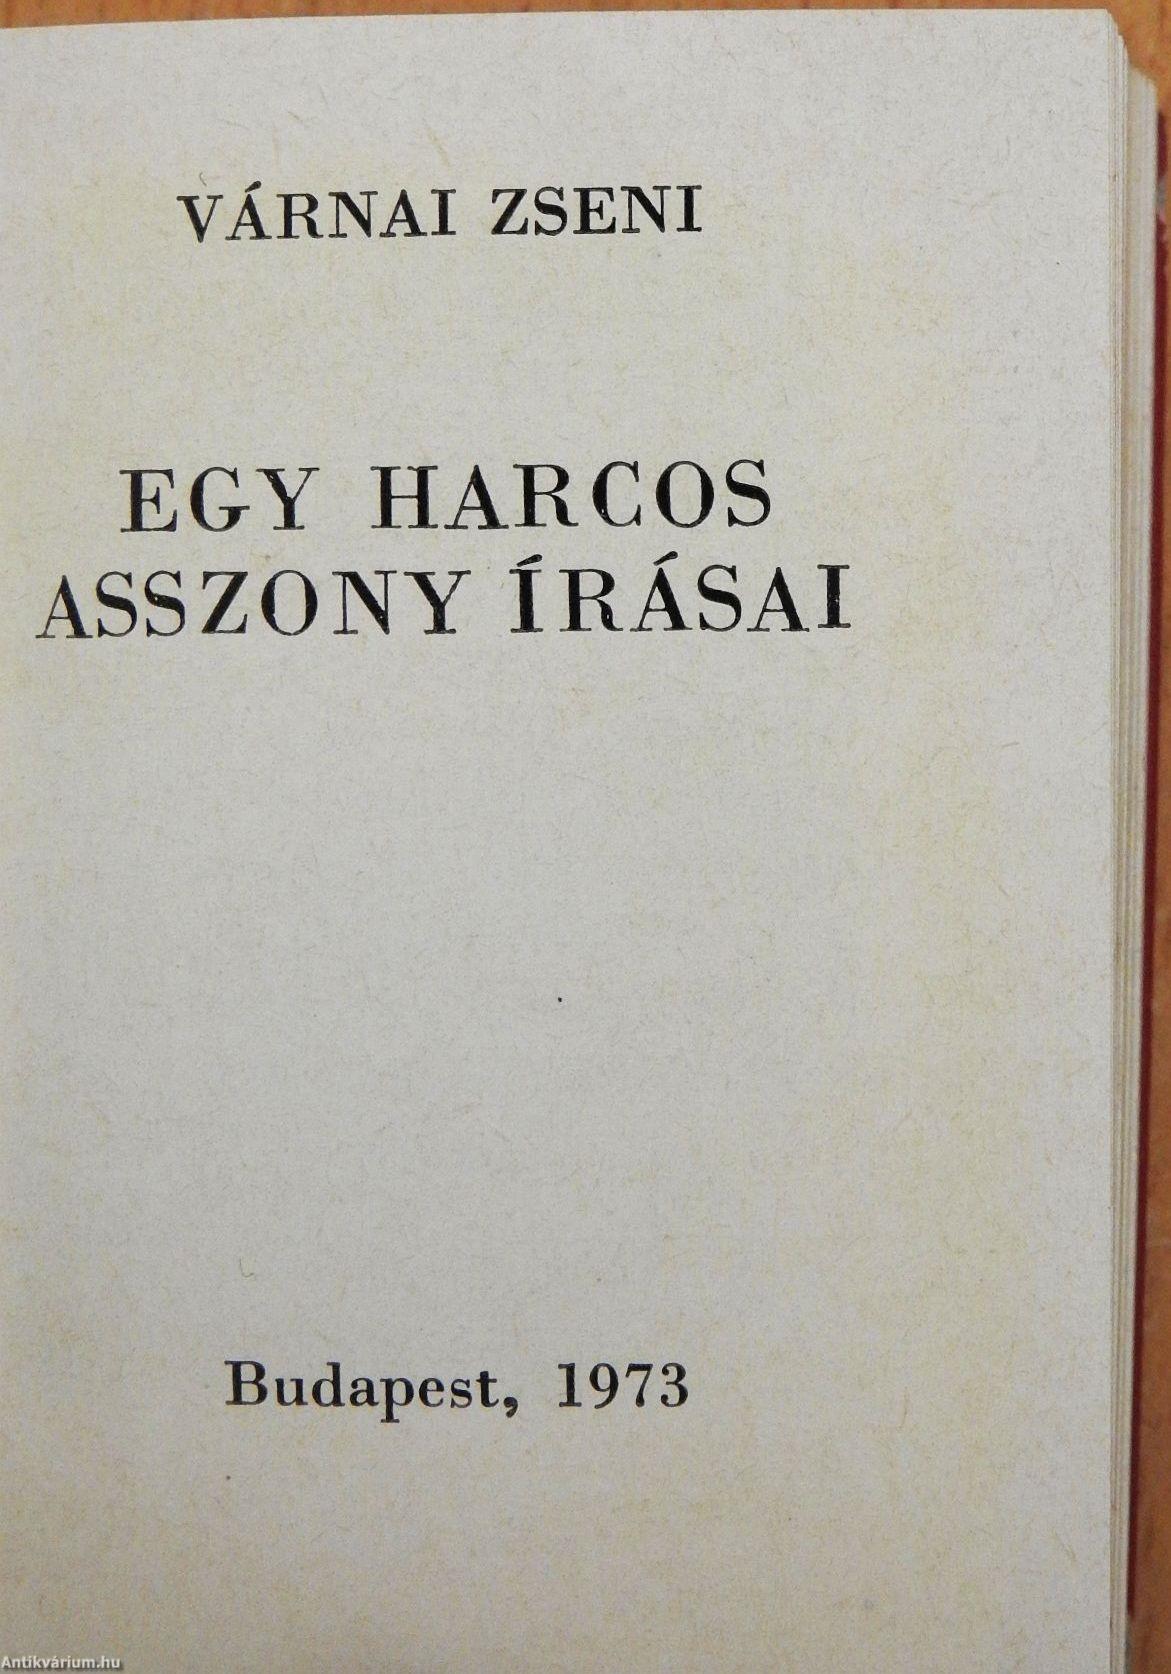 VÁRNAI ZSENI
EGY HARCOS
ASSZONY ÍRÁSAI
Budapest, 1973
Antikvárium.hu